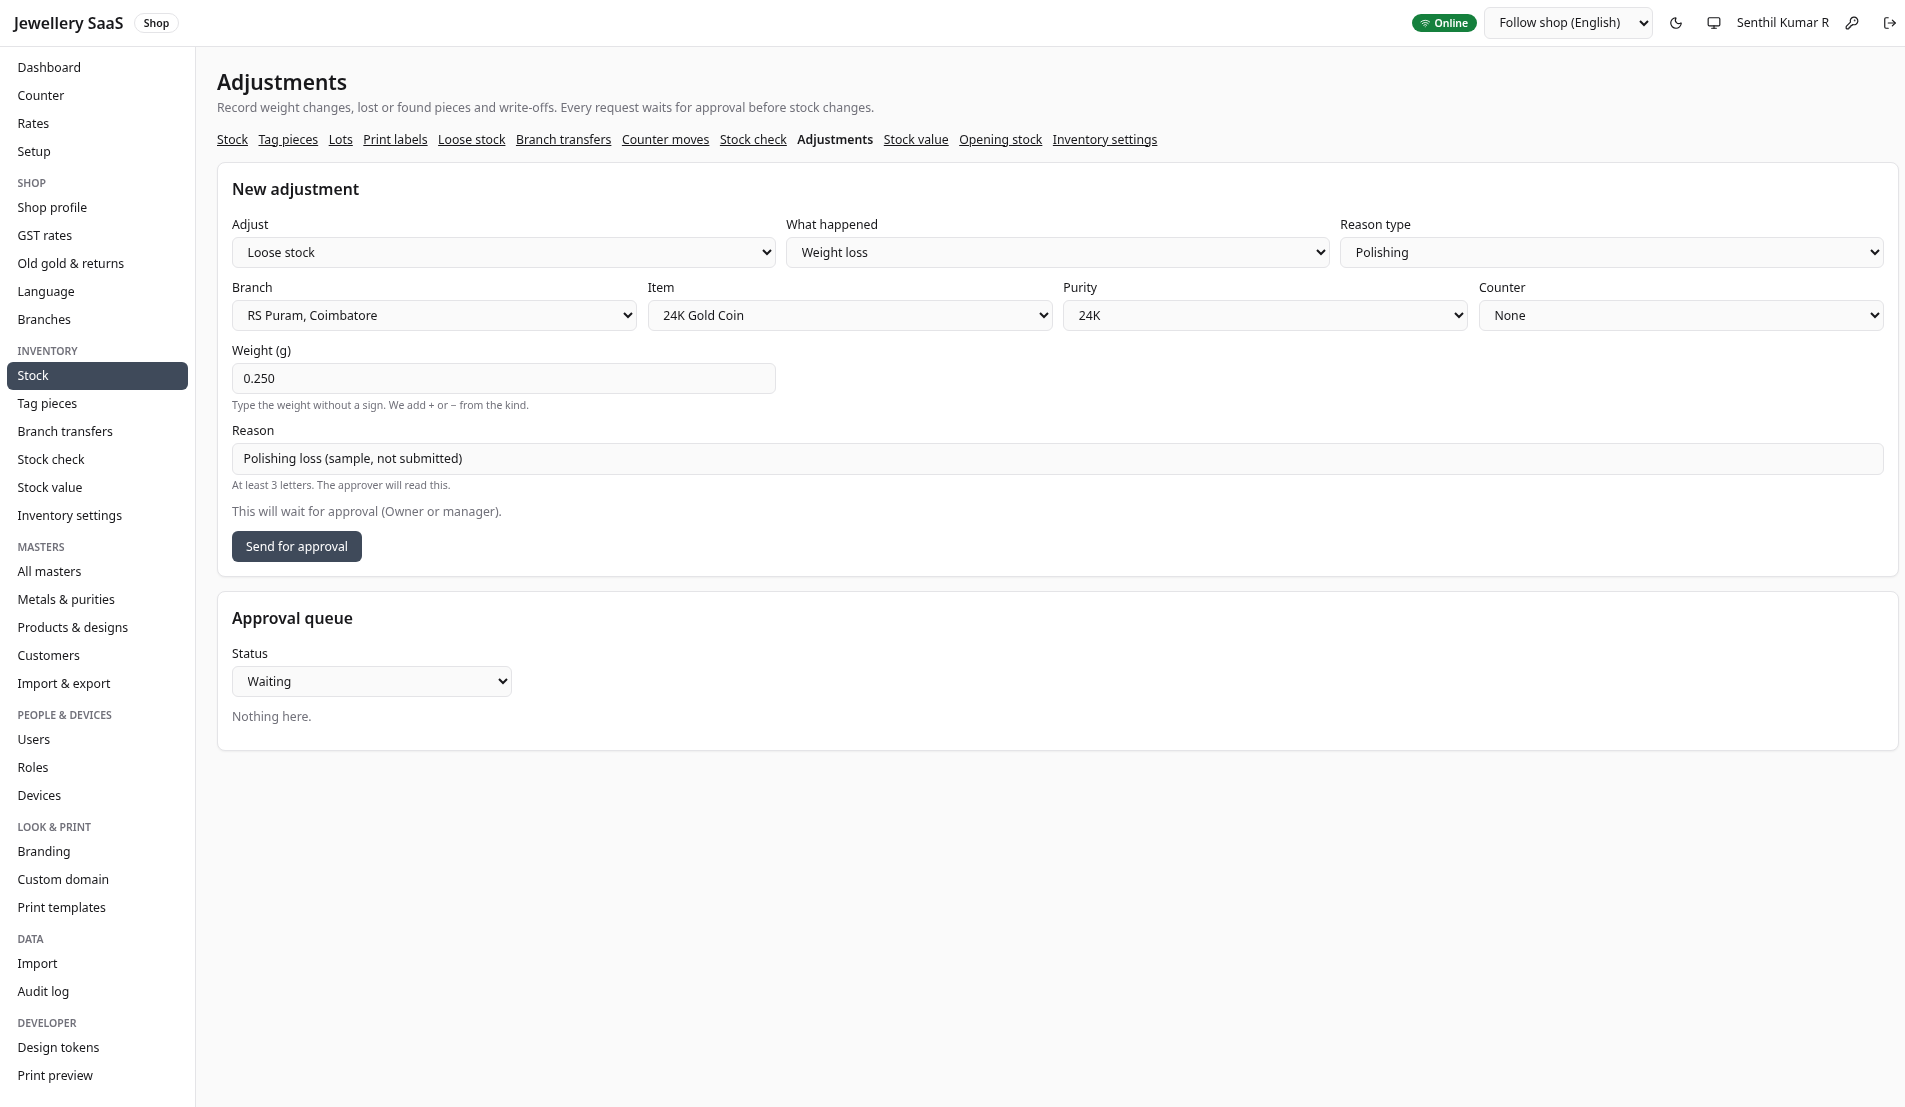 Jewellery SaaS Shop
Online Follow shop (English) Senthil Kumar R
Dashboard
Counter
Rates
Setup
SHOP
Shop profile
GST rates
Old gold & returns
Language
Branches
INVENTORY
Stock
Tag pieces
Branch transfers
Stock check
Stock value
Inventory settings
MASTERS
All masters
Metals & purities
Products & designs
Customers
Import & export
PEOPLE & DEVICES
Users
Roles
Devices
LOOK & PRINT
Branding
Custom domain
Print templates
DATA
Import
Audit log
DEVELOPER
Design tokens
Print preview
Adjustments
Record weight changes, lost or found pieces and write-offs. Every request waits for approval before stock changes.
Stock Tag pieces Lots Print labels Loose stock Branch transfers Counter moves Stock check Adjustments Stock value Opening stock Inventory settings
New adjustment
Adjust What happened Reason type
Loose stock Weight loss Polishing
Branch Item Purity Counter
RS Puram, Coimbatore 24K Gold Coin 24K None
Weight (g)
0.250
Type the weight without a sign. We add + or − from the kind.
Reason
Polishing loss (sample, not submitted)
At least 3 letters. The approver will read this.
This will wait for approval (Owner or manager).
Send for approval
Approval queue
Status
Waiting
Nothing here.